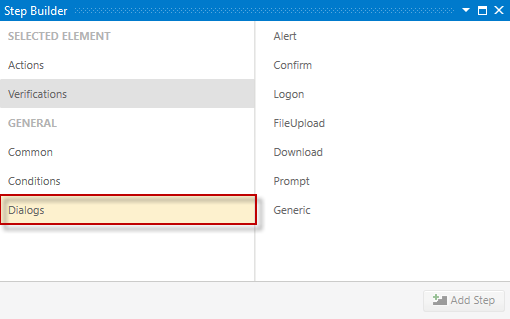 Step Builder
SELECTED ELEMENT
Actions
Verifications
GENERAL
Common
Conditions
Dialogs
Alert
Confirm
Logon
FileUpload
Download
Prompt
Generic
Add Step